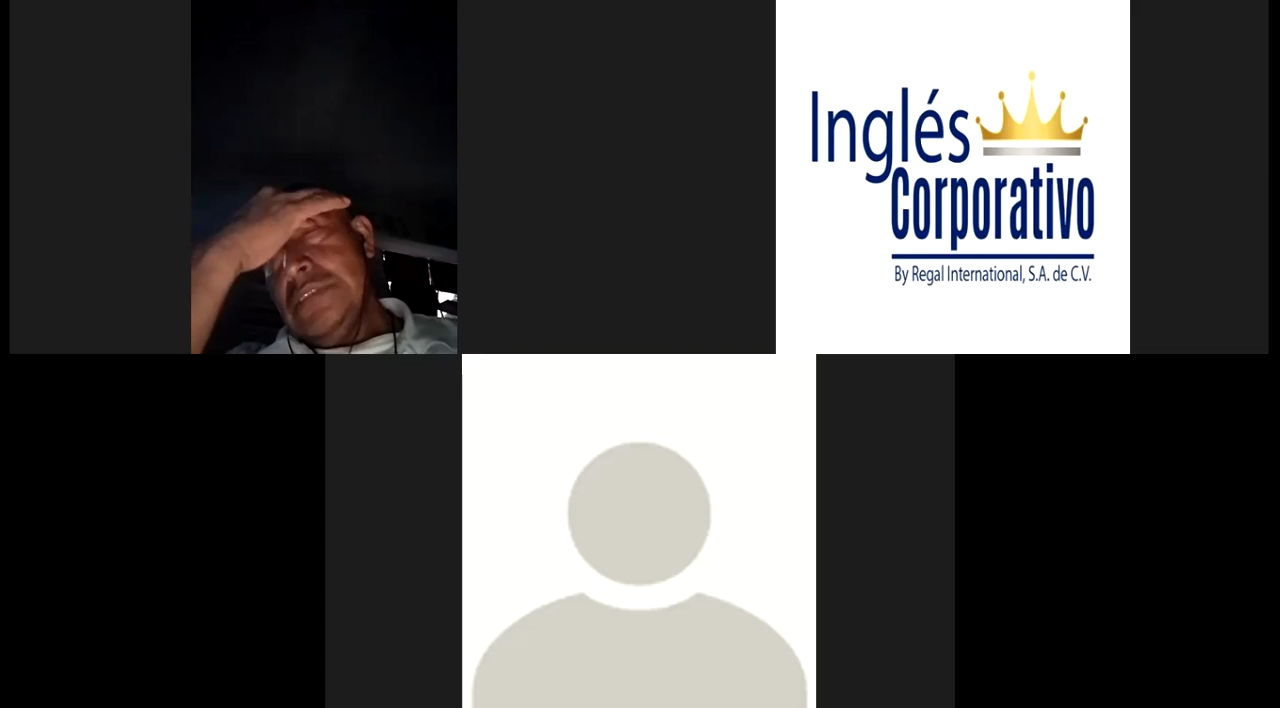 Inglés
Corporativo
By Regal International, S.A. de C.V.